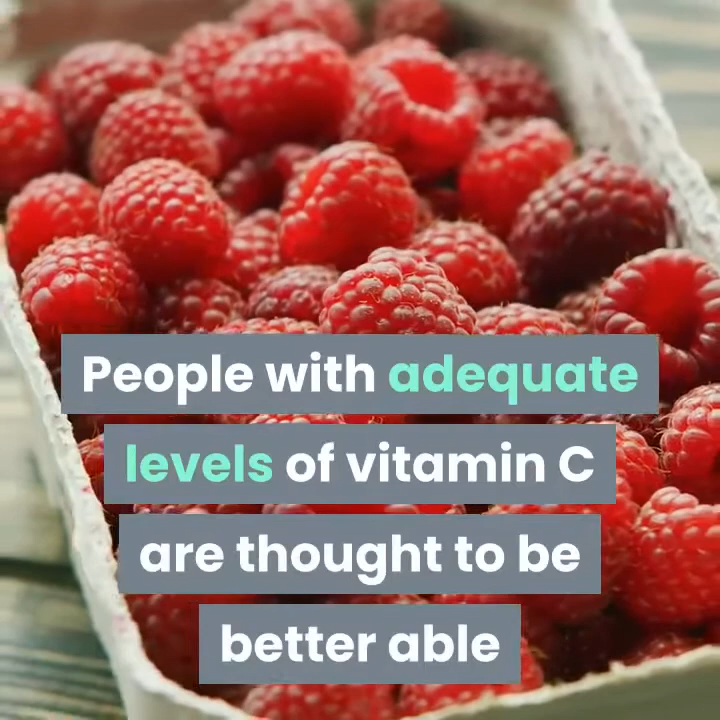 People with adequate
levels of vitamin C
are thought to be
better able